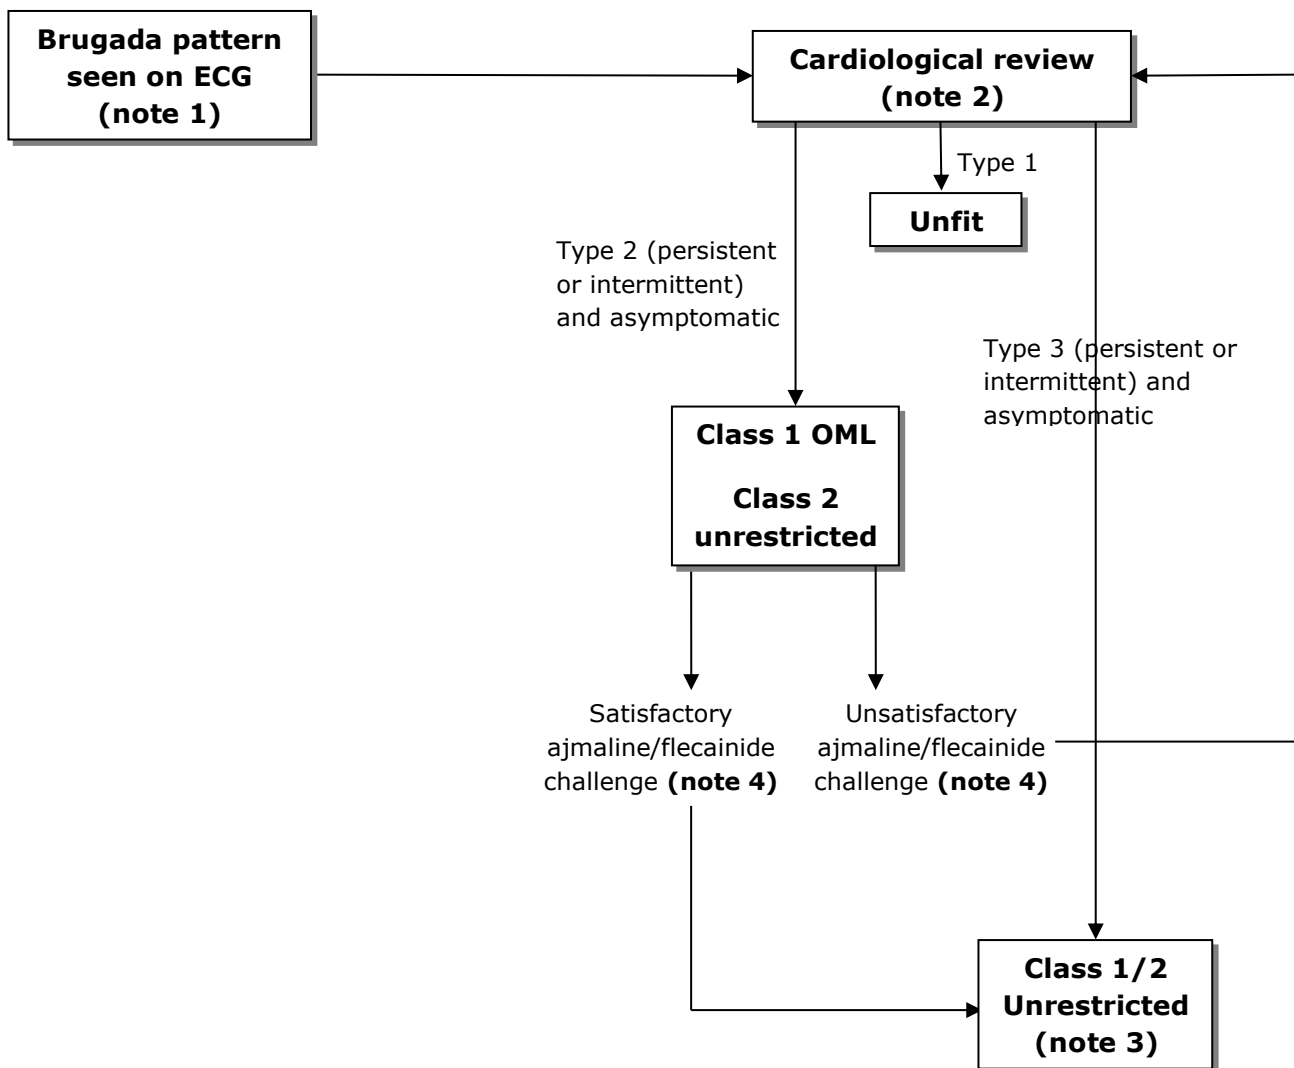 Brugada pattern
seen on ECG
(note 1)
Cardiological review
(note 2)
Type 1
Unfit
Type 2 (persistent
or intermittent)
and asymptomatic
Type 3 (persistent or
intermittent) and
asymptomatic
Class 1 OML
Class 2
unrestricted
Satisfactory
ajmaline/flecainide
challenge (note 4)
Unsatisfactory
ajmaline/flecainide
challenge (note 4)
Class 1/2
Unrestricted
(note 3)